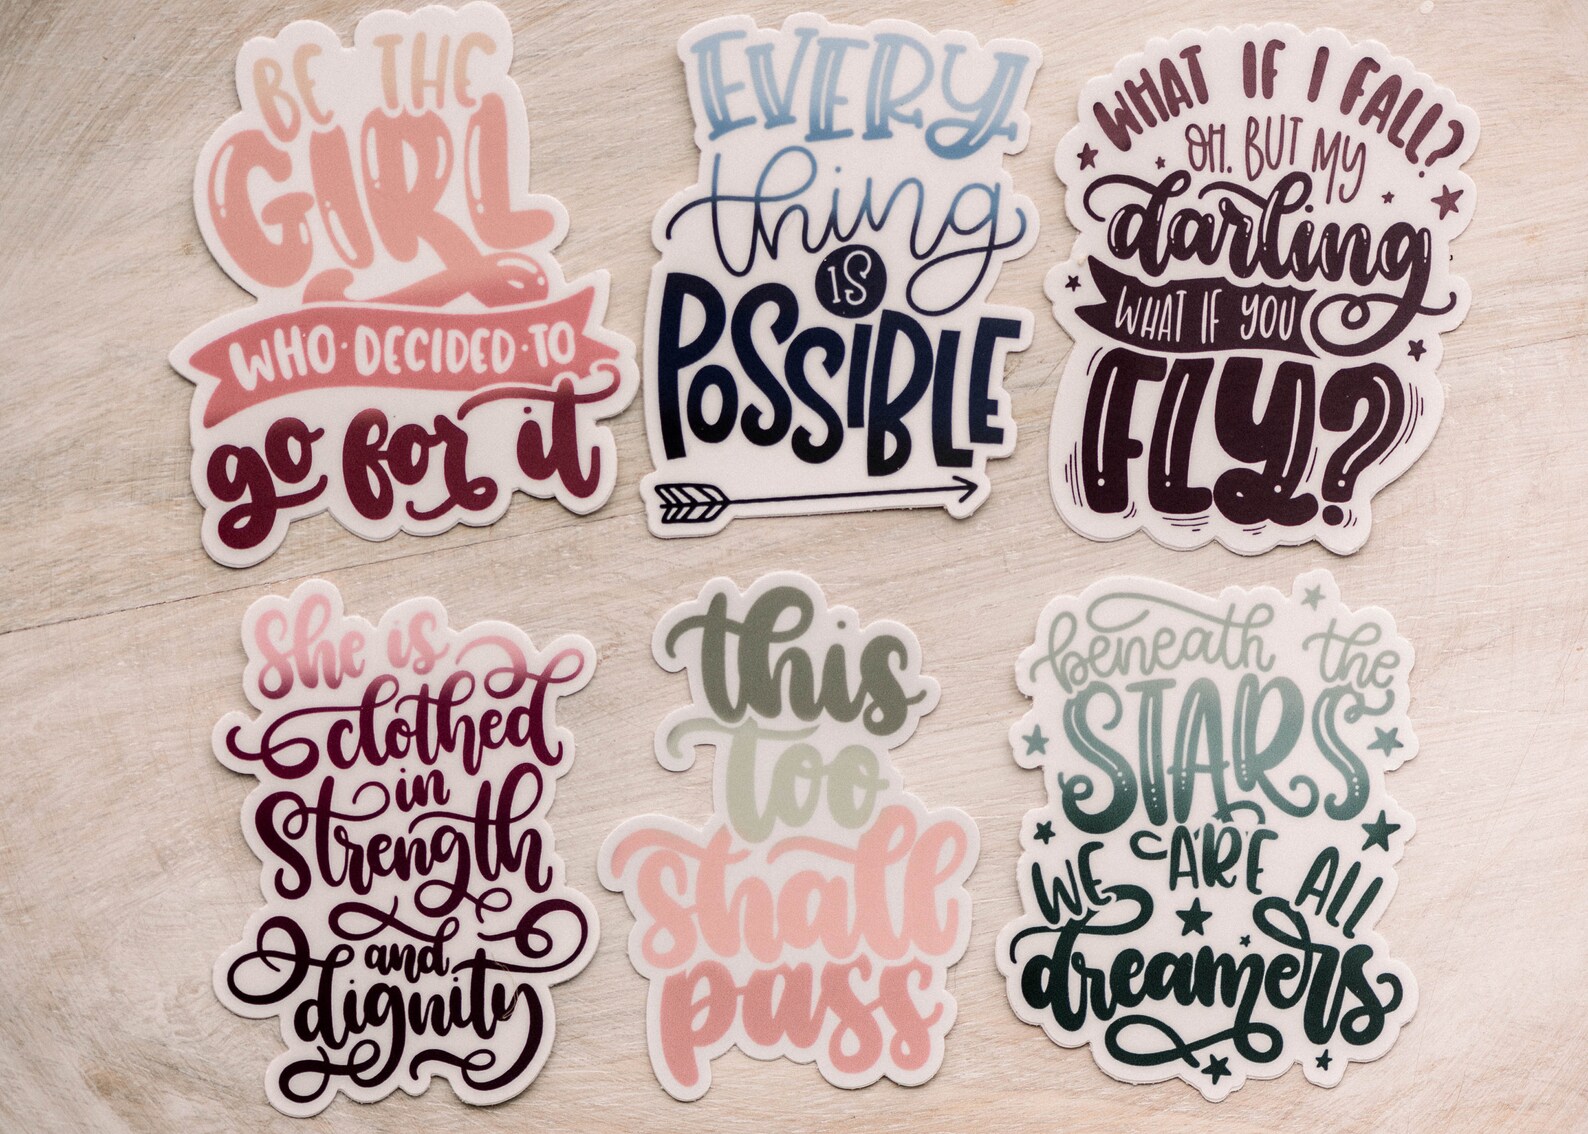 BE THE
GIRL
WHO·DECIDED·TO
go for it
EVERY
thing
IS
POSSIBLE
WHAT IF I FALL?
OH, BUT MY
darling
WHAT IF YOU
FLY?
She is
clothed
in
Strength
and
dignity
this
too
shall
pass
beneath the
STARS
WE ARE ALL
dreamers